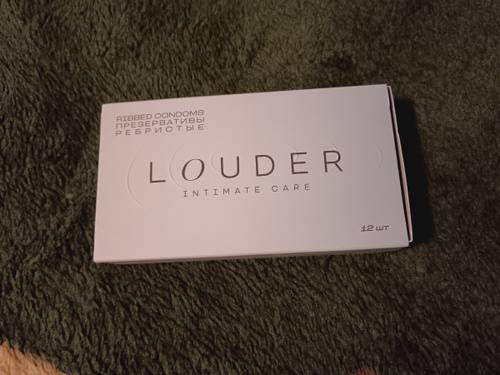 RIBBED CONDOMS
ПРЕЗЕРВАТИВЫ
РЕБРИСТЫЕ
LOUDER
INTIMATE CARE
12 шт